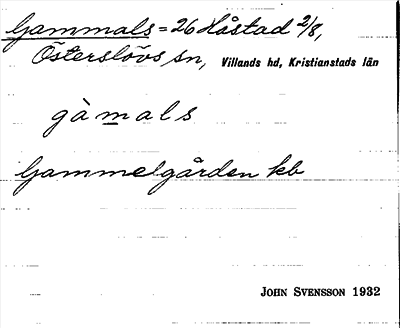 Gammals = 26 Håstad 2/8,
Österslövs sn, Villands hd, Kristianstads län
gàmals
Gammelgården kb
JOHN SVENSSON 1932